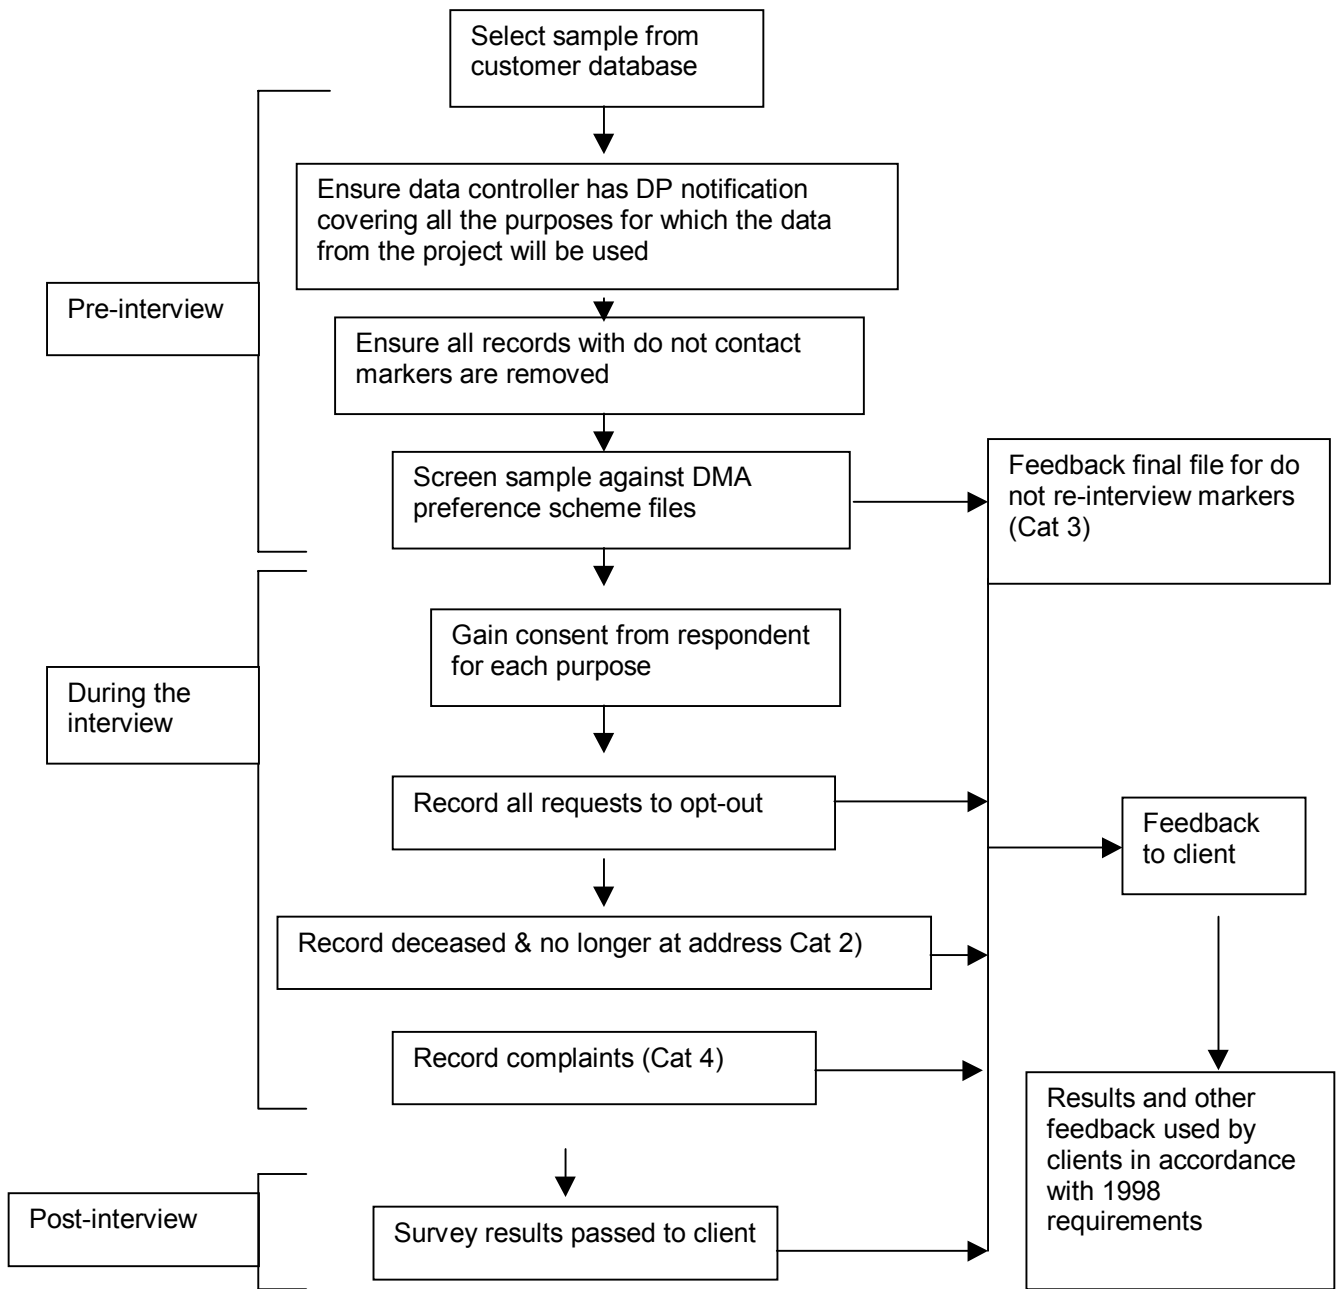 Select sample from
customer database
Ensure data controller has DP notification
covering all the purposes for which the data
from the project will be used
Pre-interview
Ensure all records with do not contact
markers are removed
Screen sample against DMA
preference scheme files
Feedback final file for do
not re-interview markers
(Cat 3)
Gain consent from respondent
for each purpose
During the
interview
Record all requests to opt-out
Feedback
to client
Record deceased & no longer at address Cat 2)
Record complaints (Cat 4)
Results and other
feedback used by
clients in accordance
with 1998
requirements
Post-interview
Survey results passed to client